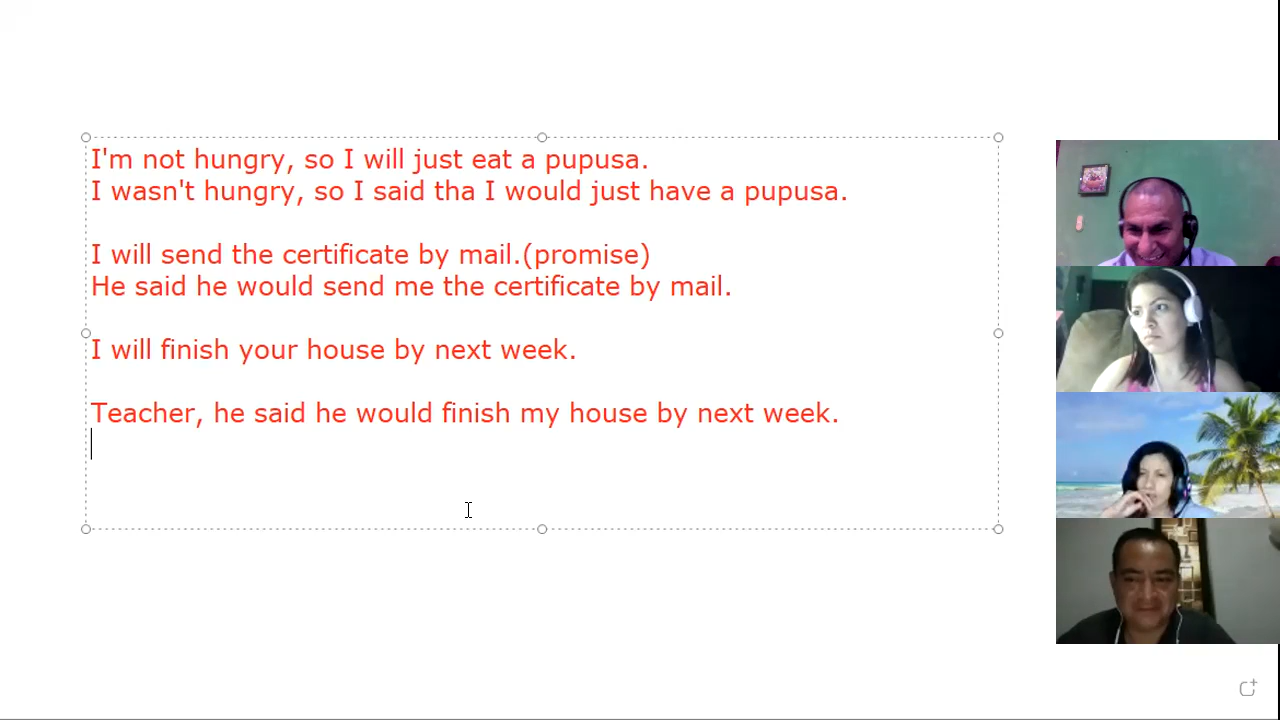 I'm not hungry, so I will just eat a pupusa.
I wasn't hungry, so I said tha I would just have a pupusa.
I will send the certificate by mail.(promise)
He said he would send me the certificate by mail.
I will finish your house by next week.
Teacher, he said he would finish my house by next week.